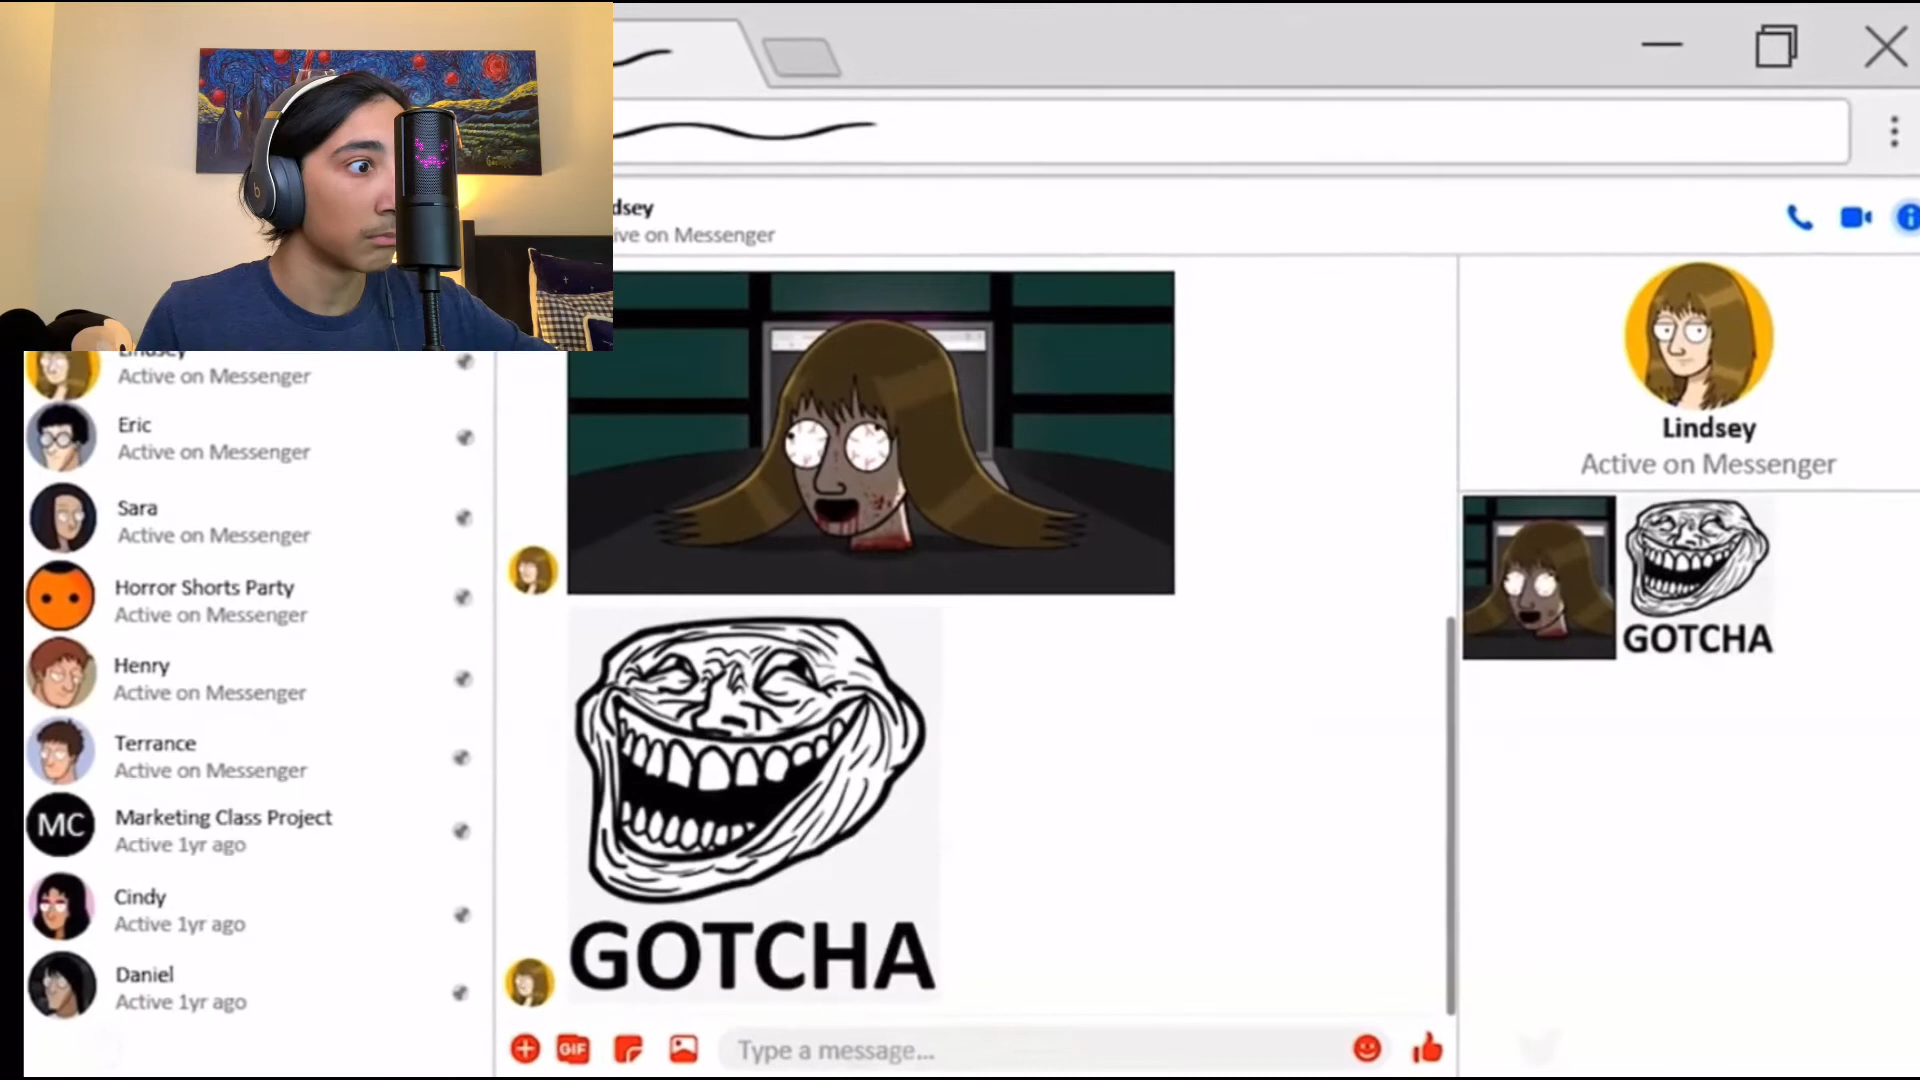 dsey
ive on Messenger
Lindsey
Active on Messenger
Eric
Active on Messenger
Sara
Active on Messenger
Horror Shorts Party
Active on Messenger
Henry
Active on Messenger
Terrance
Active on Messenger
MC
Marketing Class Project
Active 1yr ago
Cindy
Active 1yr ago
Daniel
Active 1yr ago
GOTCHA
GIF
Type a message...
Lindsey
Active on Messenger
GOTCHA